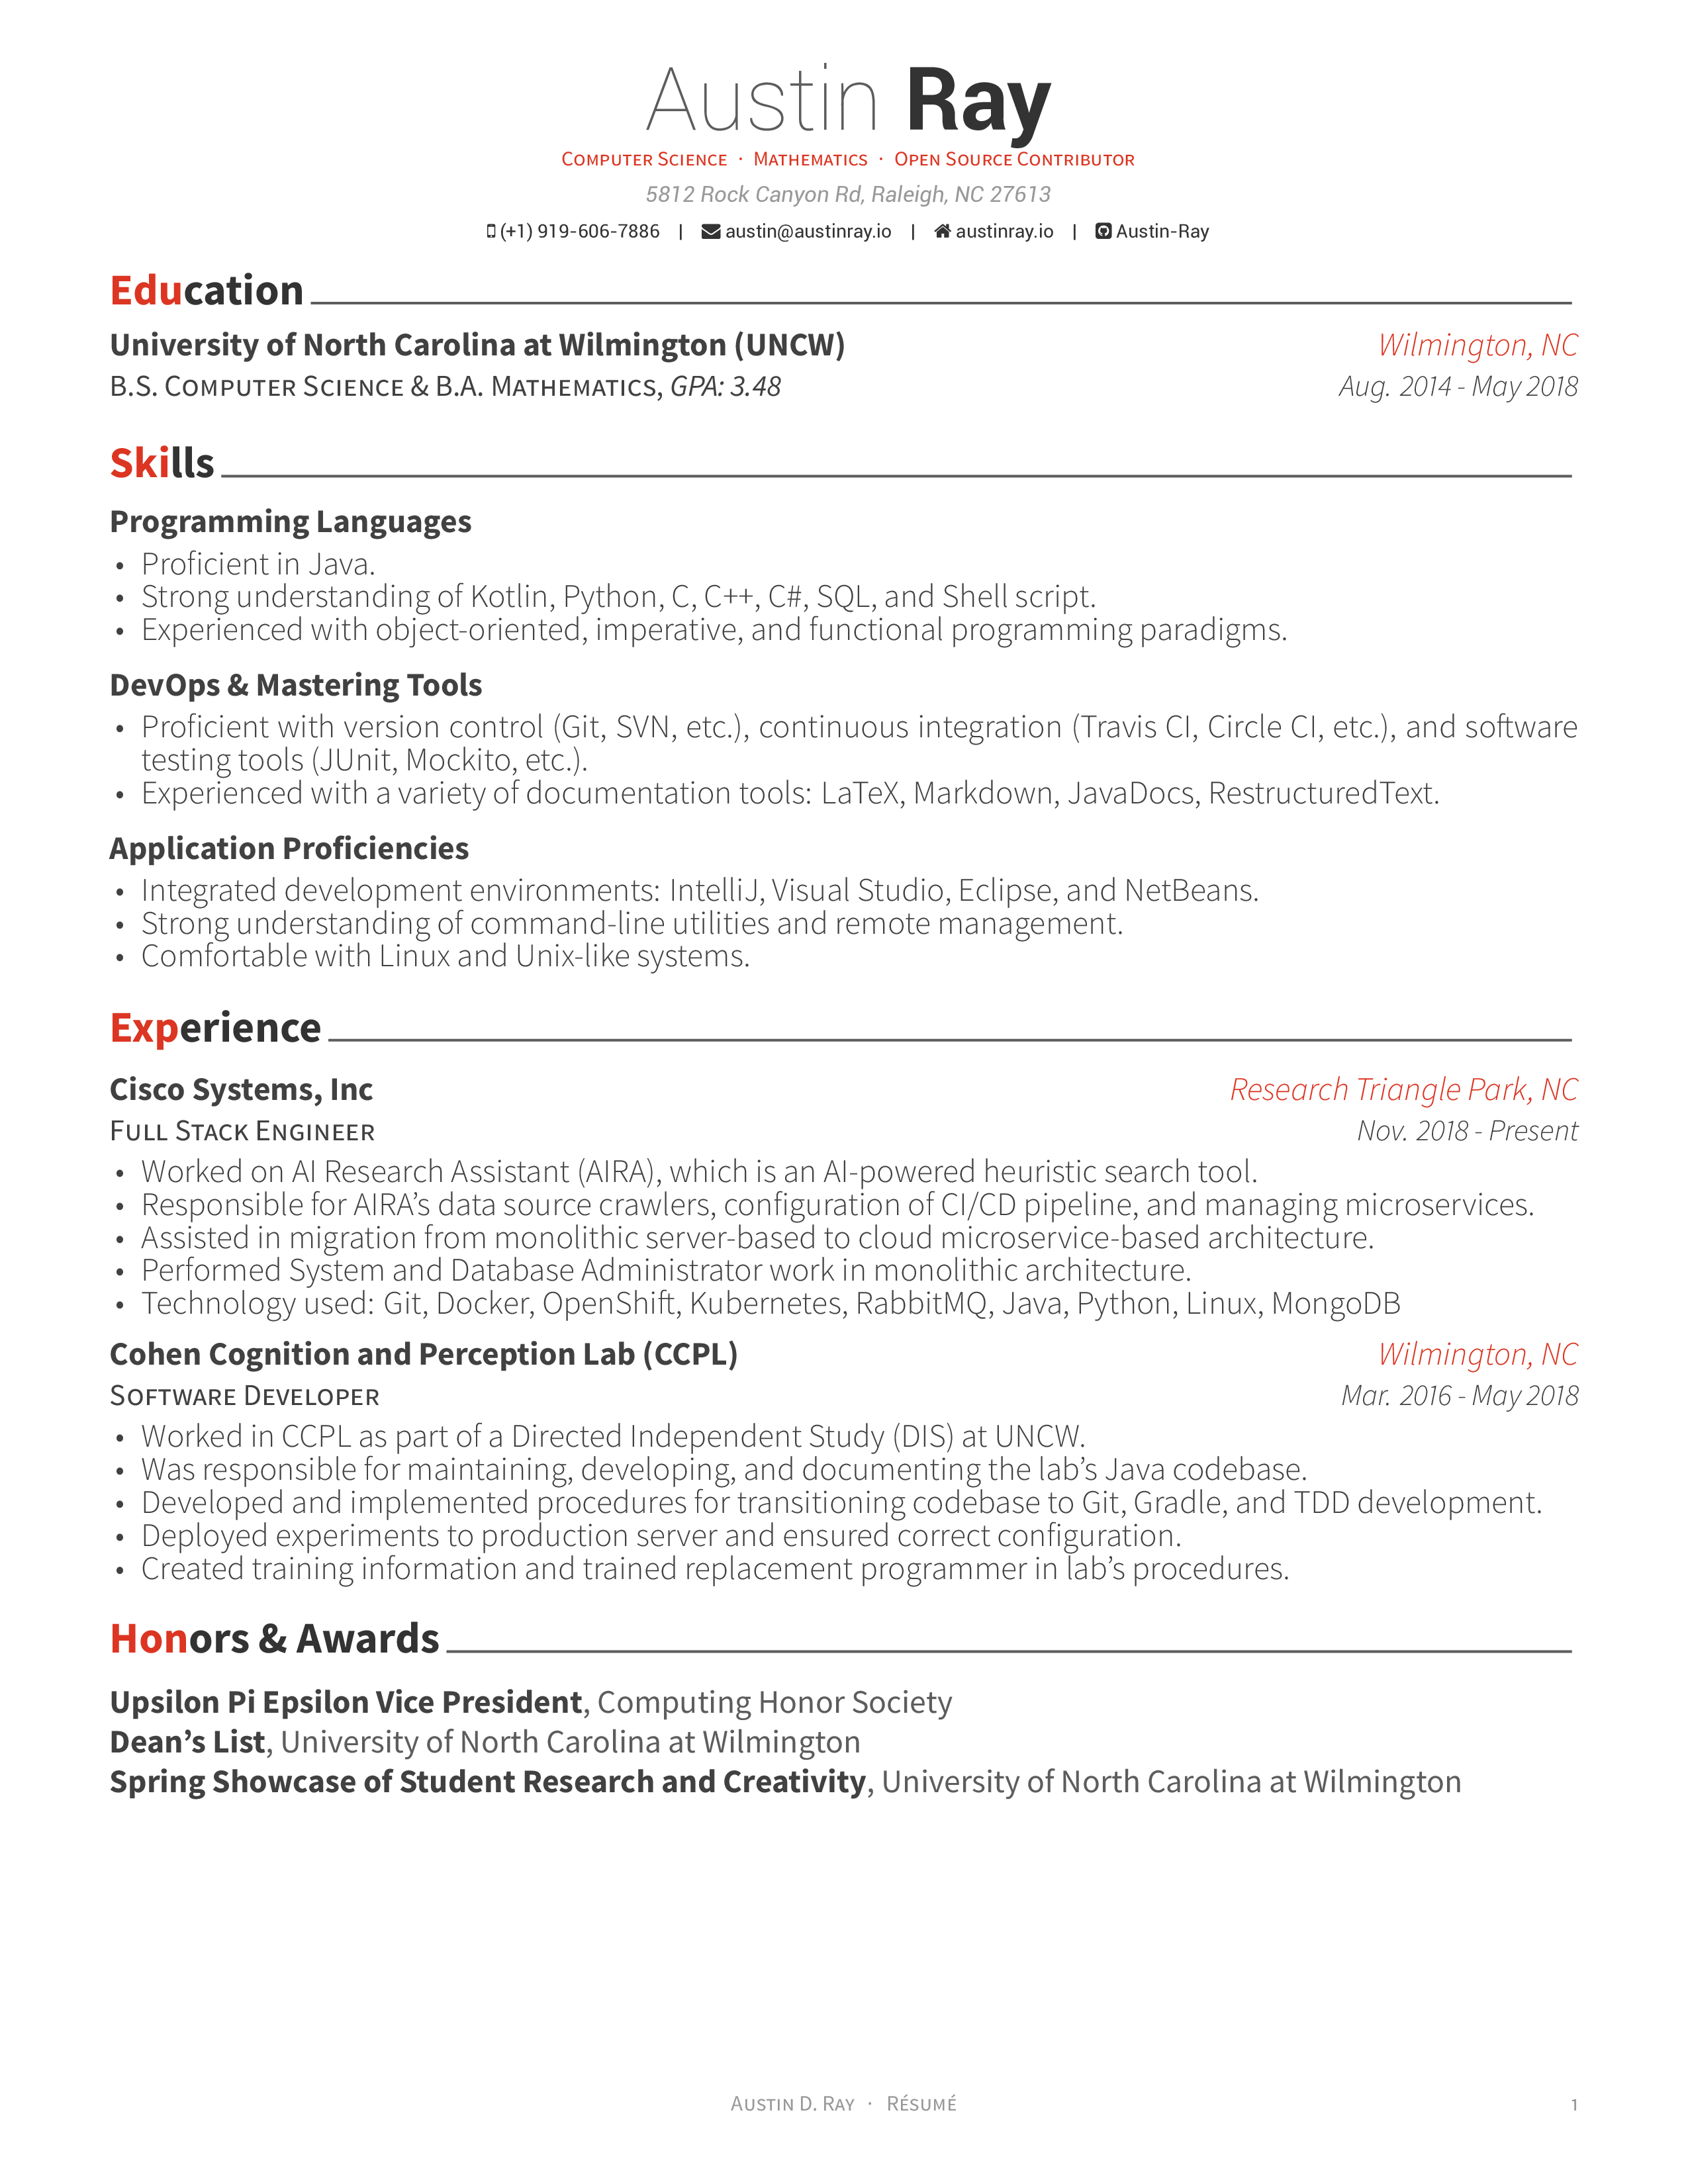 Austin Ray
Computer Science · Mathematics · Open Source Contributor
5812 Rock Canyon Rd, Raleigh, NC 27613
(+1) 919-606-7886 | austin@austinray.io | austinray.io | Austin-Ray
Education
University of North Carolina at Wilmington (UNCW) Wilmington, NC
B.S. Computer Science & B.A. Mathematics, GPA: 3.48 Aug. 2014 - May 2018
Skills
Programming Languages
• Proficient in Java.
• Strong understanding of Kotlin, Python, C, C++, C#, SQL, and Shell script.
• Experienced with object-oriented, imperative, and functional programming paradigms.
DevOps & Mastering Tools
• Proficient with version control (Git, SVN, etc.), continuous integration (Travis CI, Circle CI, etc.), and software
testing tools (JUnit, Mockito, etc.).
• Experienced with a variety of documentation tools: LaTeX, Markdown, JavaDocs, RestructuredText.
Application Proficiencies
• Integrated development environments: IntelliJ, Visual Studio, Eclipse, and NetBeans.
• Strong understanding of command-line utilities and remote management.
• Comfortable with Linux and Unix-like systems.
Experience
Cisco Systems, Inc Research Triangle Park, NC
Full Stack Engineer Nov. 2018 - Present
• Worked on AI Research Assistant (AIRA), which is an AI-powered heuristic search tool.
• Responsible for AIRA’s data source crawlers, configuration of CI/CD pipeline, and managing microservices.
• Assisted in migration from monolithic server-based to cloud microservice-based architecture.
• Performed System and Database Administrator work in monolithic architecture.
• Technology used: Git, Docker, OpenShift, Kubernetes, RabbitMQ, Java, Python, Linux, MongoDB
Cohen Cognition and Perception Lab (CCPL) Wilmington, NC
Software Developer Mar. 2016 - May 2018
• Worked in CCPL as part of a Directed Independent Study (DIS) at UNCW.
• Was responsible for maintaining, developing, and documenting the lab’s Java codebase.
• Developed and implemented procedures for transitioning codebase to Git, Gradle, and TDD development.
• Deployed experiments to production server and ensured correct configuration.
• Created training information and trained replacement programmer in lab’s procedures.
Honors & Awards
Upsilon Pi Epsilon Vice President, Computing Honor Society
Dean’s List, University of North Carolina at Wilmington
Spring Showcase of Student Research and Creativity, University of North Carolina at Wilmington
Austin D. Ray · Résumé 1